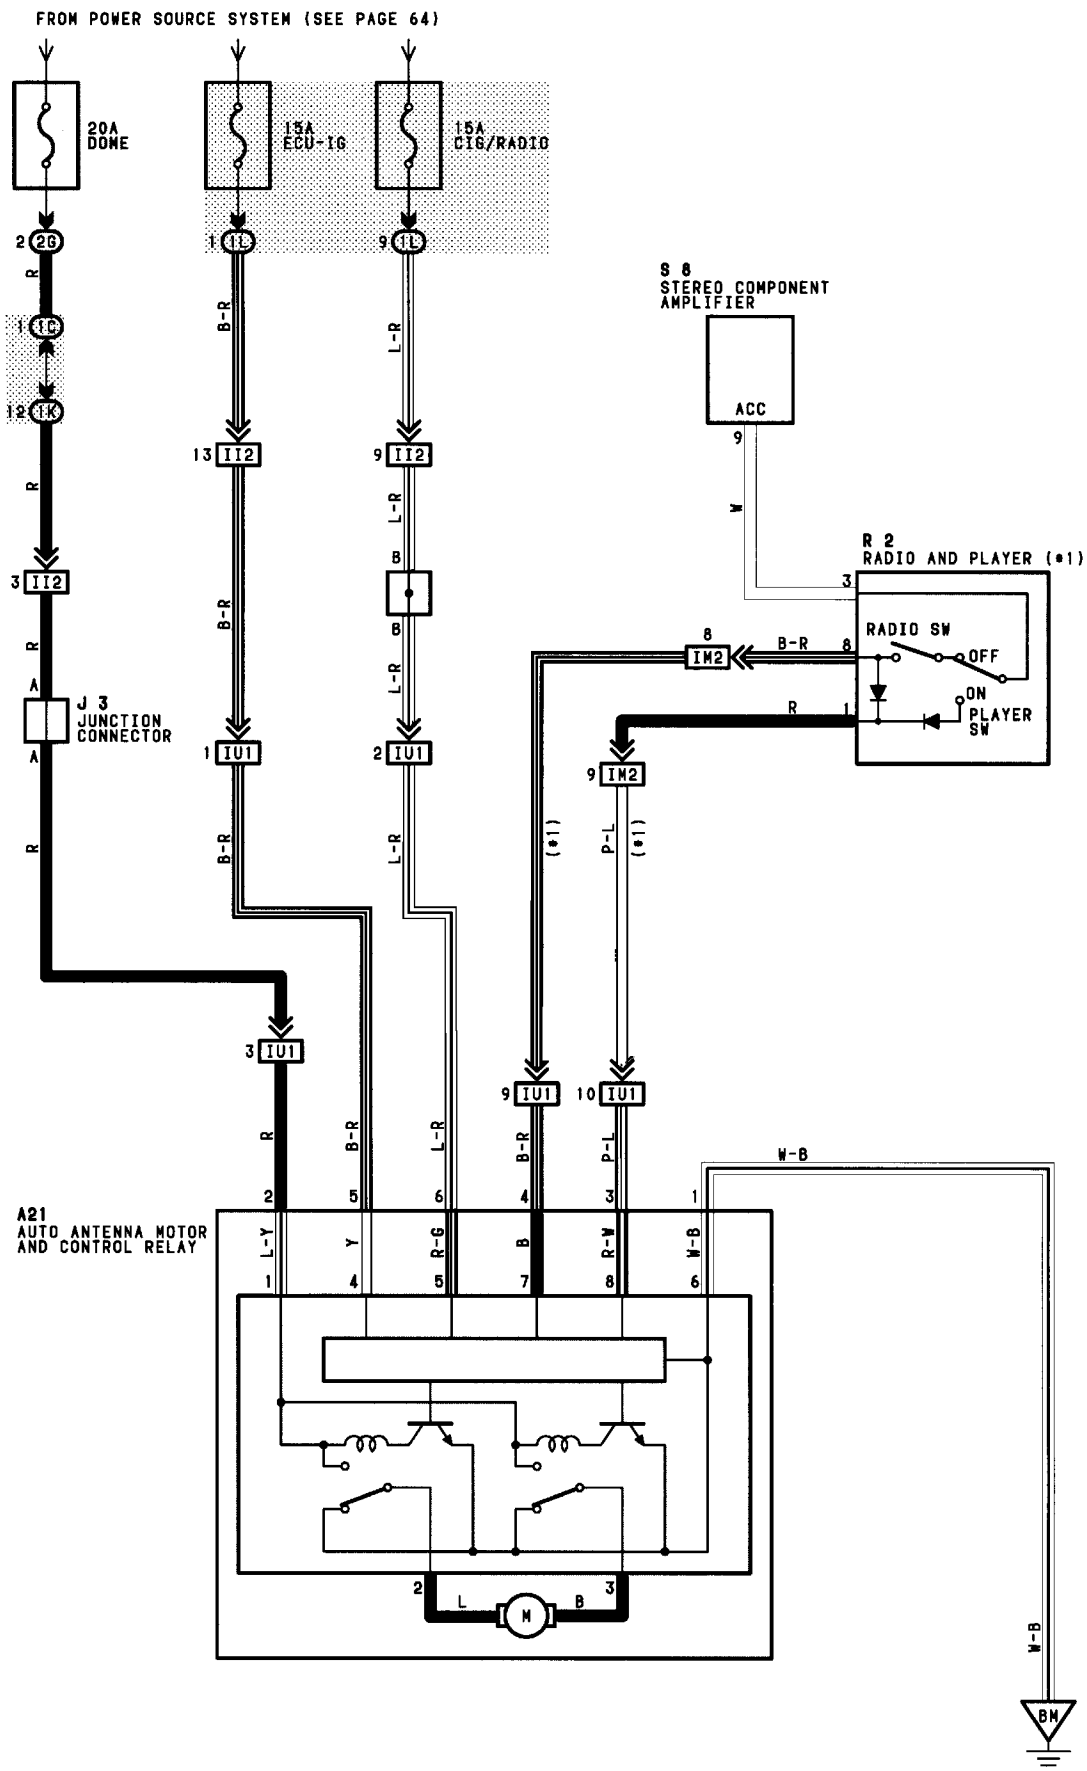 FROM POWER SOURCE SYSTEM (SEE PAGE 64)
20A
DOME
15A
ECU-IG
15A
CIG/RADIO
2 2G
1 1L
9 1L
R
B-R
L-R
1 1C
12 1K
S 8
STEREO COMPONENT
AMPLIFIER
ACC
9
W
13 II2
9 II2
R
L-R
3 II2
B
B
R
B-R
L-R
A
J 3
JUNCTION
CONNECTOR
A
R 2
RADIO AND PLAYER (*1)
3
RADIO SW
8
IM2
B-R
8
OFF
ON
PLAYER
SW
R
1
1 IU1
2 IU1
9 IM2
R
B-R
L-R
(*1)
P-L
(*1)
3 IU1
9 IU1
10 IU1
R
B-R
L-R
B-R
P-L
W-B
2
5
6
4
3
1
A21
AUTO ANTENNA MOTOR
AND CONTROL RELAY
L-Y
Y
R-G
B
R-W
W-B
1
4
5
7
8
6
2
3
L
M
B
W-B
BM